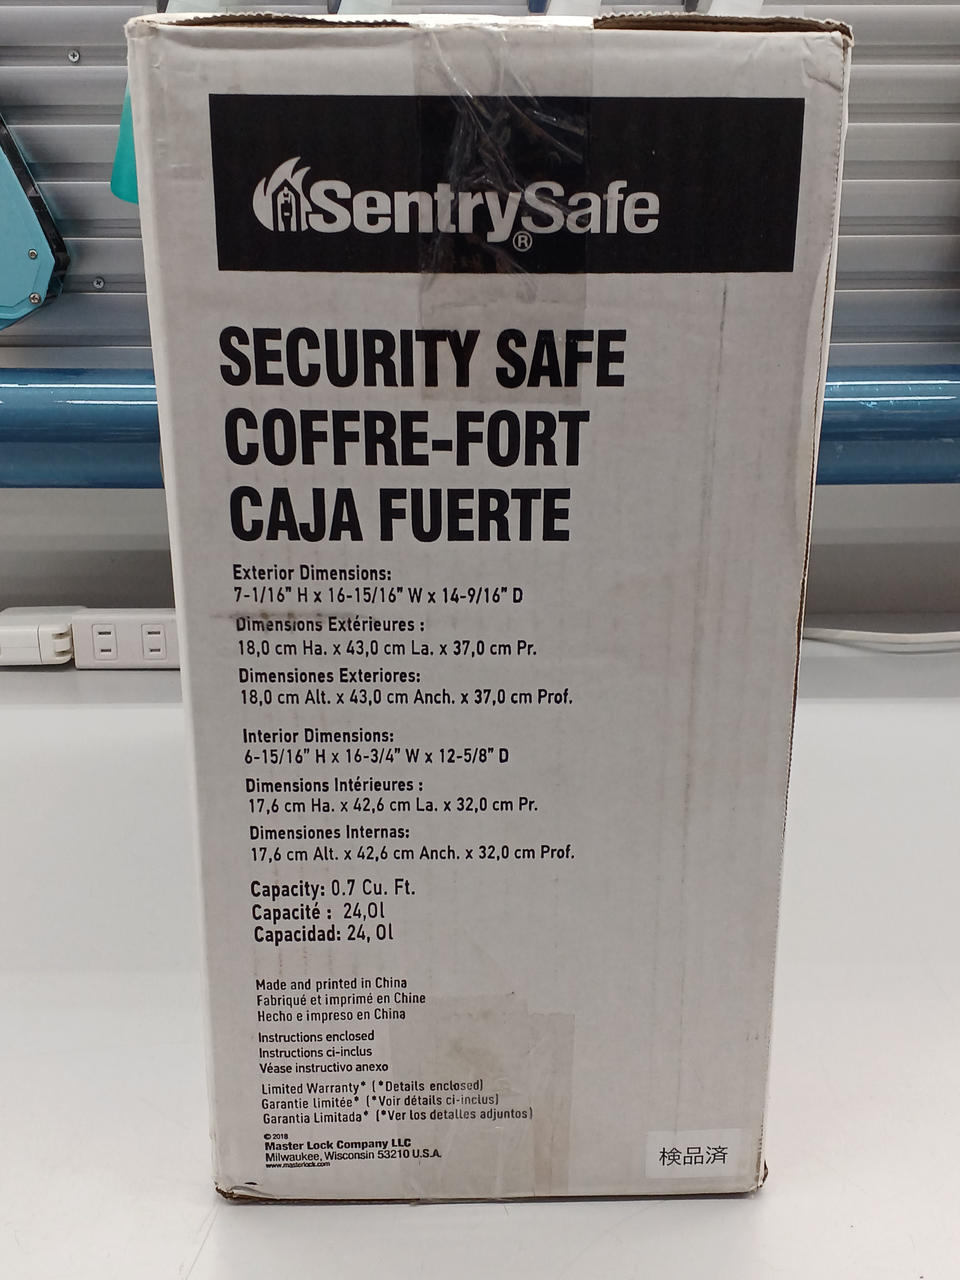 SentrySafe®
SECURITY SAFE
COFFRE-FORT
CAJA FUERTE
Exterior Dimensions:
7-1/16” H x 16-15/16” W x 14-9/16” D
Dimensions Extérieures :
18,0 cm Ha. x 43,0 cm La. x 37,0 cm Pr.
Dimensiones Exteriores:
18,0 cm Alt. x 43,0 cm Anch. x 37,0 cm Prof.
Interior Dimensions:
6-15/16” H x 16-3/4” W x 12-5/8” D
Dimensions Intérieures :
17,6 cm Ha. x 42,6 cm La. x 32,0 cm Pr.
Dimensiones Internas:
17,6 cm Alt. x 42,6 cm Anch. x 32,0 cm Prof.
Capacity: 0.7 Cu. Ft.
Capacité : 24,0l
Capacidad: 24, 0l
Made and printed in China
Fabriqué et imprimé en Chine
Hecho e impreso en China
Instructions enclosed
Instructions ci-inclus
Véase instructivo anexo
Limited Warranty* (*Details enclosed)
Garantie limitée* (*Voir détails ci-inclus)
Garantia Limitada* (*Ver los detalles adjuntos)
© 2018
Master Lock Company LLC
Milwaukee, Wisconsin 53210 U.S.A.
www.masterlock.com
検品済